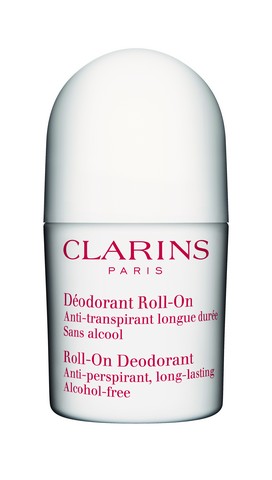 CLARINS
PARIS
Déodorant Roll-On
Anti-transpirant longue durée
Sans alcool
Roll-On Deodorant
Anti-perspirant, long-lasting
Alcohol-free